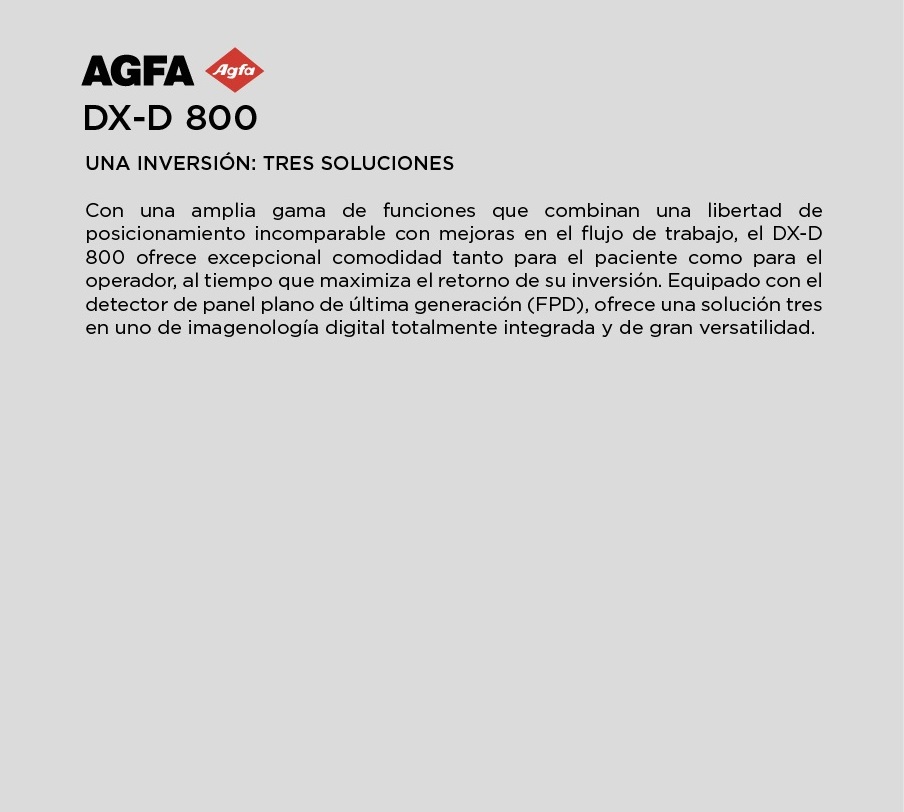 AGFA Agfa
DX-D 800
UNA INVERSIÓN: TRES SOLUCIONES
Con una amplia gama de funciones que combinan una libertad de
posicionamiento incomparable con mejoras en el flujo de trabajo, el DX-D
800 ofrece excepcional comodidad tanto para el paciente como para el
operador, al tiempo que maximiza el retorno de su inversión. Equipado con el
detector de panel plano de última generación (FPD), ofrece una solución tres
en uno de imagenología digital totalmente integrada y de gran versatilidad.